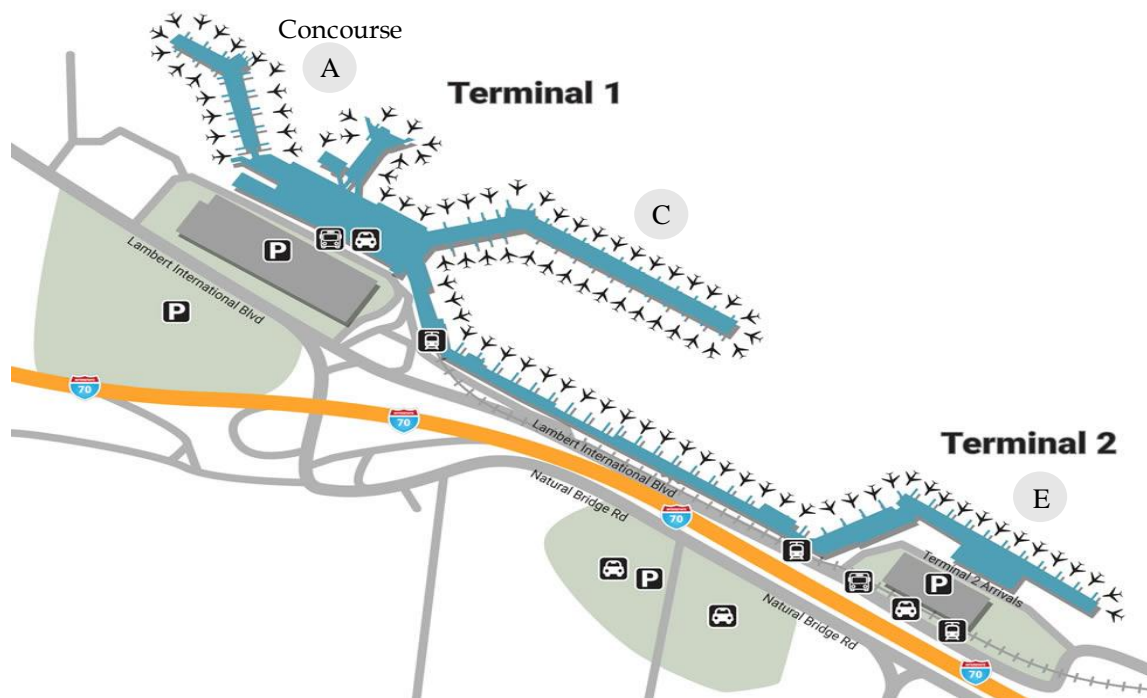 Concourse
A
Terminal 1
C
P
Lambert International Blvd
P
70
70
Terminal 2
E
Lambert International Blvd
Natural Bridge Rd
70
P
Terminal 2 Arrivals
P
Natural Bridge Rd
70